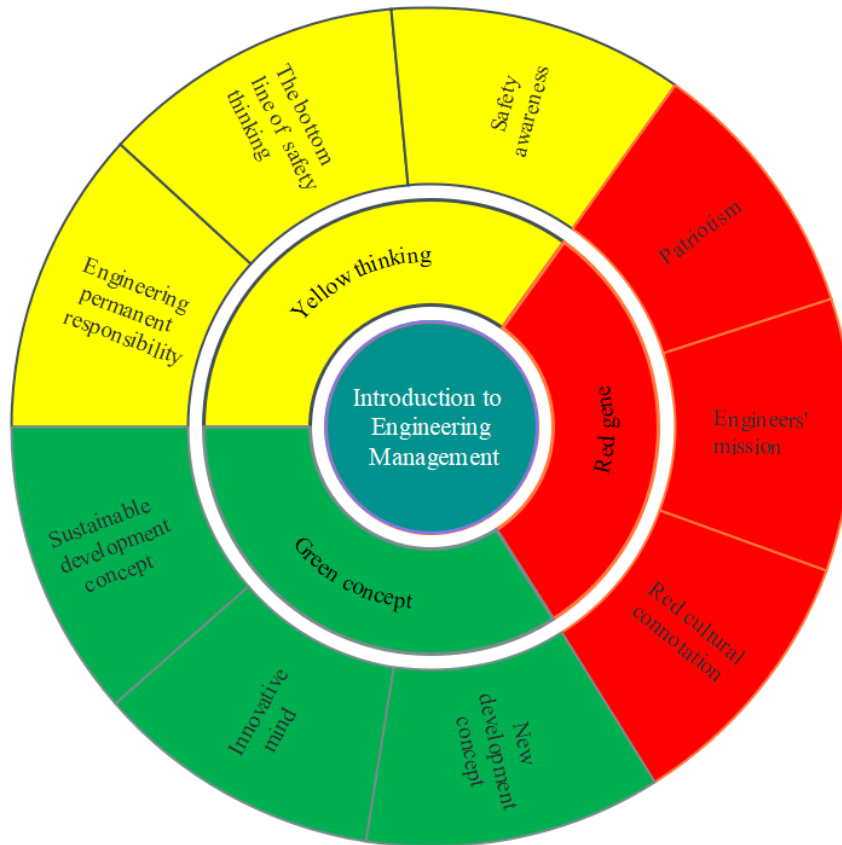 Introduction to
Engineering
Management
Yellow thinking
Red gene
Green concept
Engineering
permanent
responsibility
The bottom
line of safety
thinking
Safety
awareness
Patriotism
Engineers'
mission
Red cultural
connotation
New
development
concept
Innovative
mind
Sustainable
development
concept